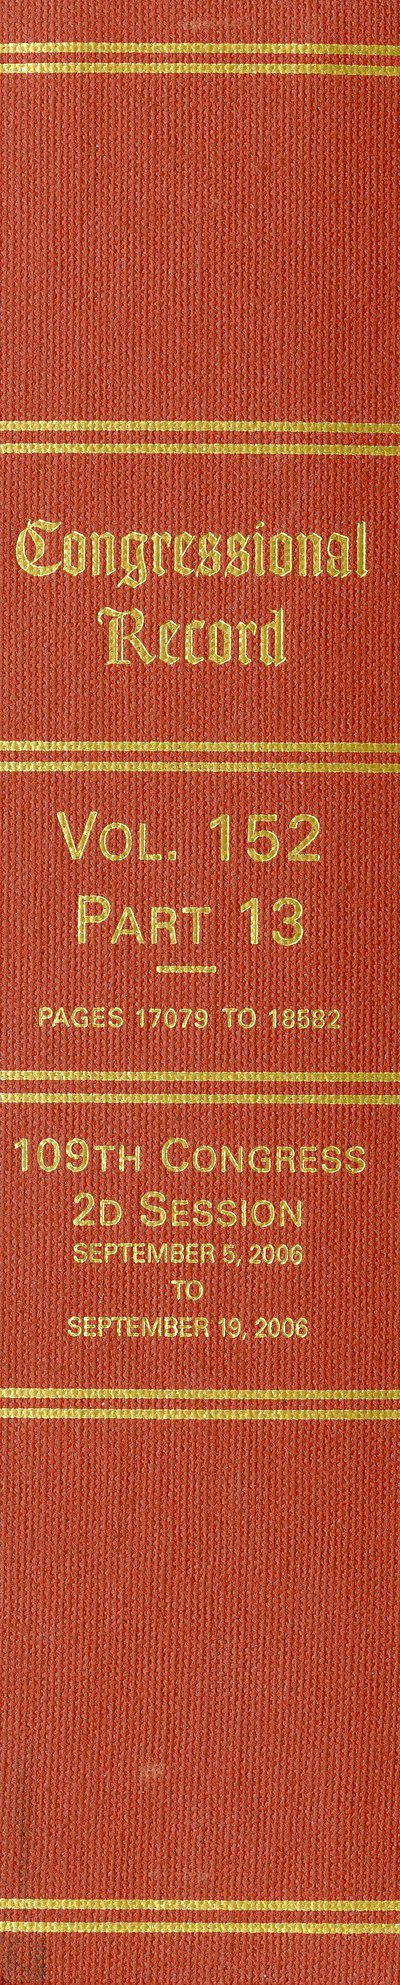 Congressional
Record
VOL. 152
PART 13
PAGES 17079 TO 18582
109TH CONGRESS
2D SESSION
SEPTEMBER 5, 2006
TO
SEPTEMBER 19, 2006